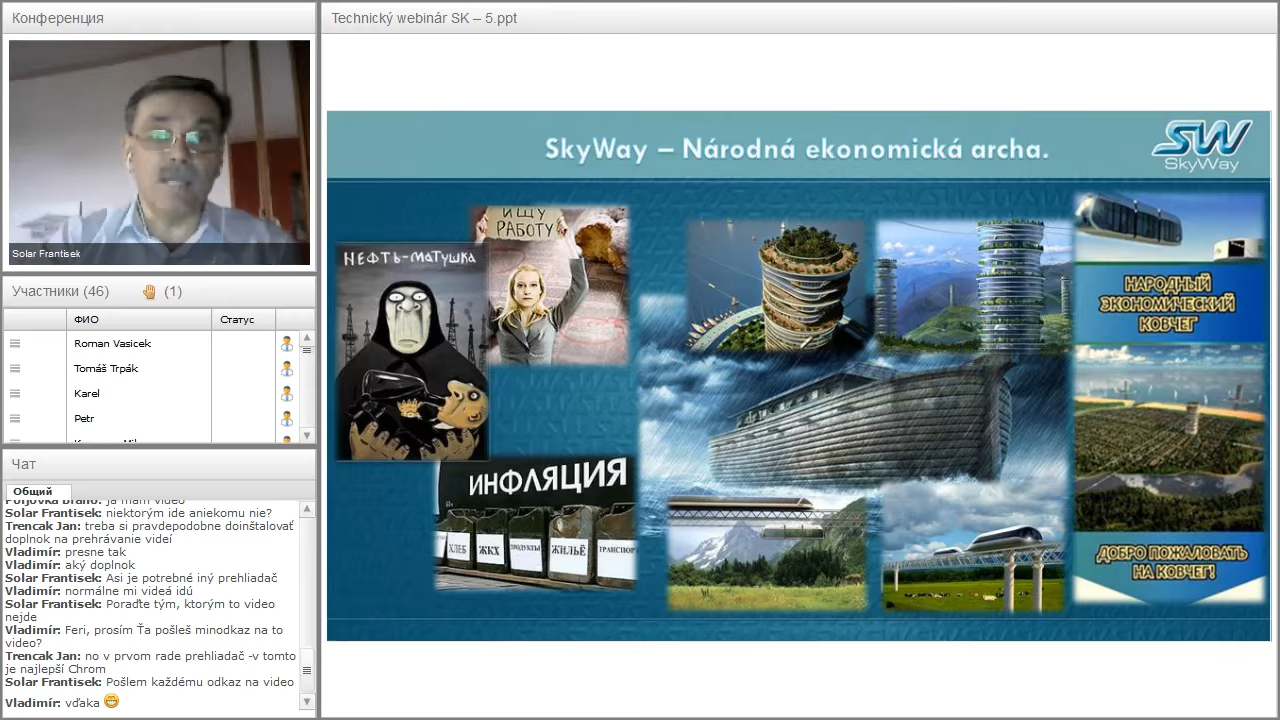 Конференция
Solar Frantisek
Участники (46)
(1)
ФИО
Статус
Roman Vasicek
Tomáš Trpák
Karel
Petr
Чат
Общий
ja mám video
Solar Frantisek: niektorým ide aniekomu nie?
Trencak Jan: treba si pravdepodobne doinštalovať
doplnok na prehrávanie videí
Vladimír: presne tak
Vladimír: aký doplnok
Solar Frantisek: Asi je potrebné iný prehliadač
Vladimír: normálne mi videá idú
Solar Frantisek: Poraďte tým, ktorým to video
nejde
Vladimír: Feri, prosím Ťa pošleš minodkaz na to
video?
Trencak Jan: no v prvom rade prehliadač -v tomto
je najlepší Chrom
Solar Frantisek: Pošlem každému odkaz na video
Vladimír: vďaka
Technický webinár SK – 5.ppt
SkyWay – Národná ekonomická archa.
SW
SkyWay
ИЩУ
РАБОТУ
НЕФТЬ-МАТУШКА
ИНФЛЯЦИЯ
ХЛЕБ
ЖКХ
ПРОДУКТЫ
ЖИЛЬЁ
ТРАНСПОРТ
НАРОДНЫЙ
ЭКОНОМИЧЕСКИЙ
КОВЧЕГ
ДОБРО ПОЖАЛОВАТЬ
НА КОВЧЕГ!